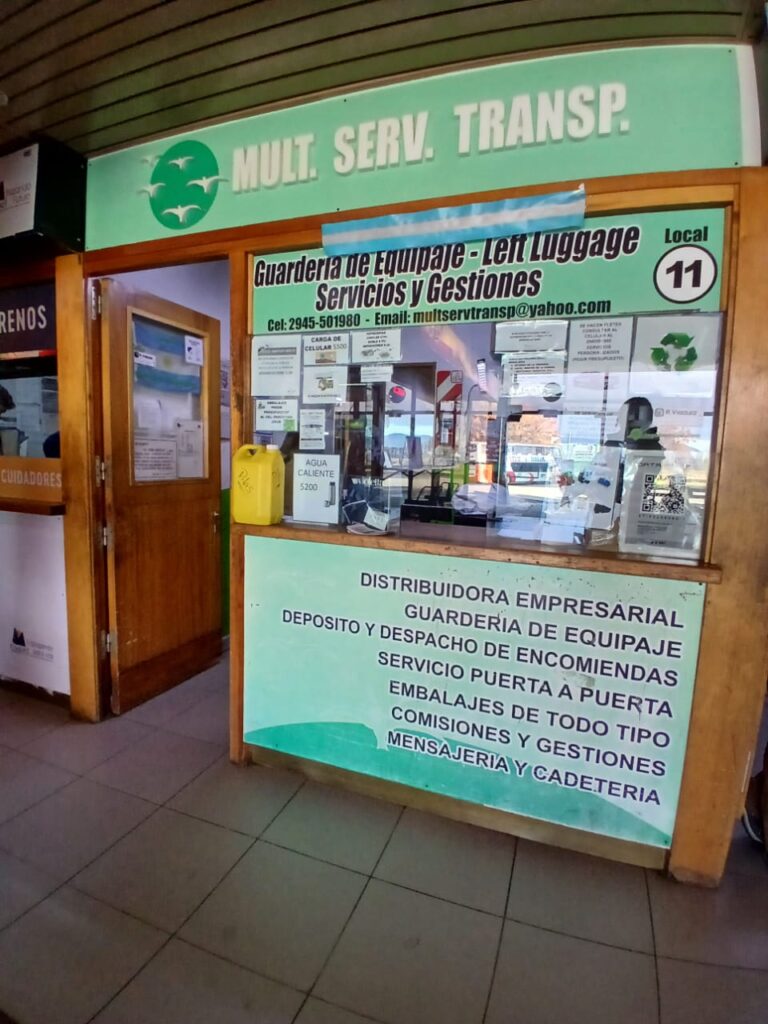 MULT. SERV. TRANSP.
Guarderia de Equipaje - Left Luggage
Servicios y Gestiones
Cel: 2945-501980 - Email: multservtransp@yahoo.com
Local
11
RENOS
CUIDADORES
CARGA DE
CELULAR $500
AGUA
CALIENTE
$200
DISTRIBUIDORA EMPRESARIAL
GUARDERIA DE EQUIPAJE
DEPOSITO Y DESPACHO DE ENCOMIENDAS
SERVICIO PUERTA A PUERTA
EMBALAJES DE TODO TIPO
COMISIONES Y GESTIONES
MENSAJERIA Y CADETERIA